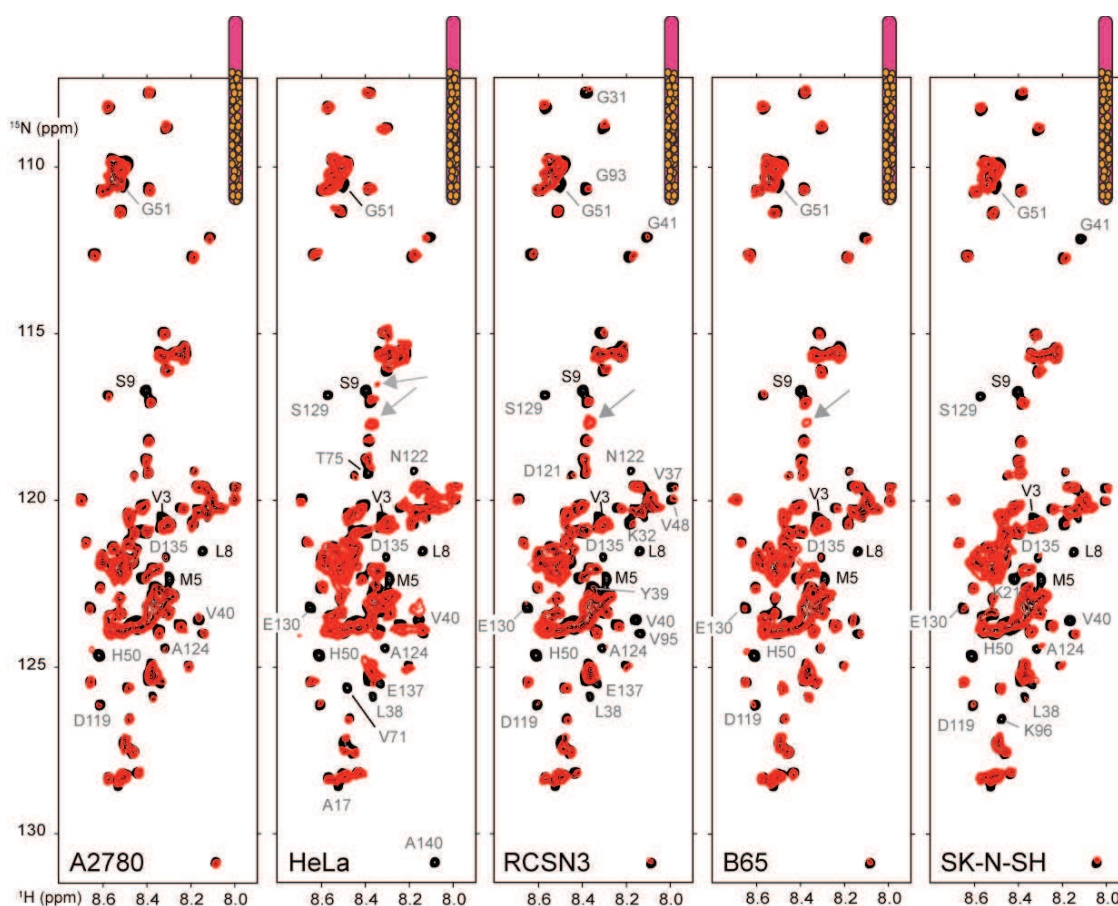 ¹⁵N (ppm)
110
115
120
125
130
¹H (ppm)
G51
S9
V3
D135
L8
M5
V40
E130
H50
A124
D119
A2780
8.6 8.4 8.2 8.0
G51
S9
S129
T75
N122
V3
D135
L8
M5
V40
H50
A124
E137
L38
V71
A17
A140
HeLa
8.6 8.4 8.2 8.0
G31
G93
G51
G41
S9
S129
D121
N122
V37
V3
V48
K32
D135
L8
M5
Y39
E130
V40
V95
H50
A124
E137
L38
D119
RCSN3
8.6 8.4 8.2 8.0
G51
S9
V3
D135
L8
M5
V40
E130
H50
D119
B65
8.6 8.4 8.2 8.0
G51
G41
S9
S129
V3
D135
L8
M5
K21
V40
E130
H50
A124
L38
D119
K96
SK-N-SH
8.6 8.4 8.2 8.0